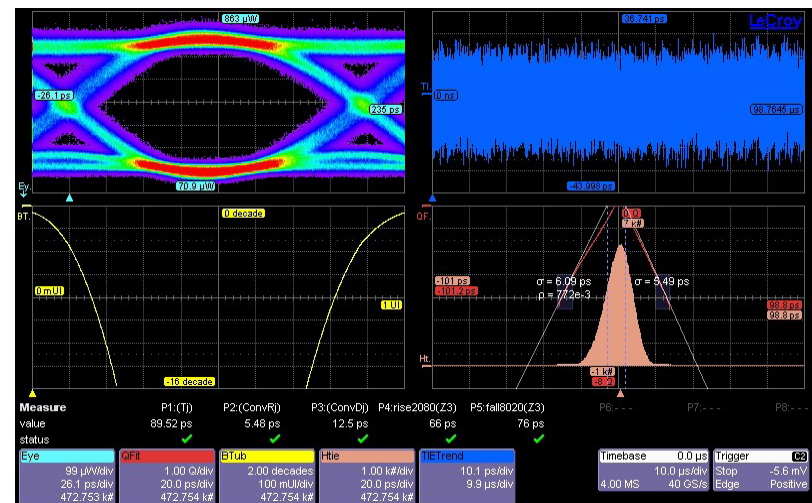 863 µW
36.741 ps
LeCroy
-26.1 ps
235 ps
TI.
0 ns
98.7645 µs
Ey.
70.9 µW
-43.998 ps
BT.
0 decade
QF.
7 k#
σ = 6.09 ps
σ = 5.49 ps
ρ = 772e-3
0 mUI
1 UI
-101 ps
-101.2 ps
98.8 ps
98.8 ps
Ht.
-16 decade
-1 k#
Measure P1:(Tj) P2:(ConvRj) P3:(ConvDj) P4:rise2080(Z3) P5:fall8020(Z3) P6:--- P7:--- P8:---
value 89.52 ps 5.48 ps 12.5 ps 66 ps 76 ps
status
Eye QFit BTub Htie TIETrend Timebase 0.0 µs Trigger C2
99 µW/div 1.00 Q/div 2.00 decades 1.00 k#/div 10.1 ps/div 10.0 µs/div Stop -5.6 mV
26.1 ps/div 20.0 ps/div 100 mUI/div 20.0 ps/div 9.9 µs/div 4.00 MS 40 GS/s Edge Positive
472.753 k# 472.754 k# 472.754 k# 472.754 k#